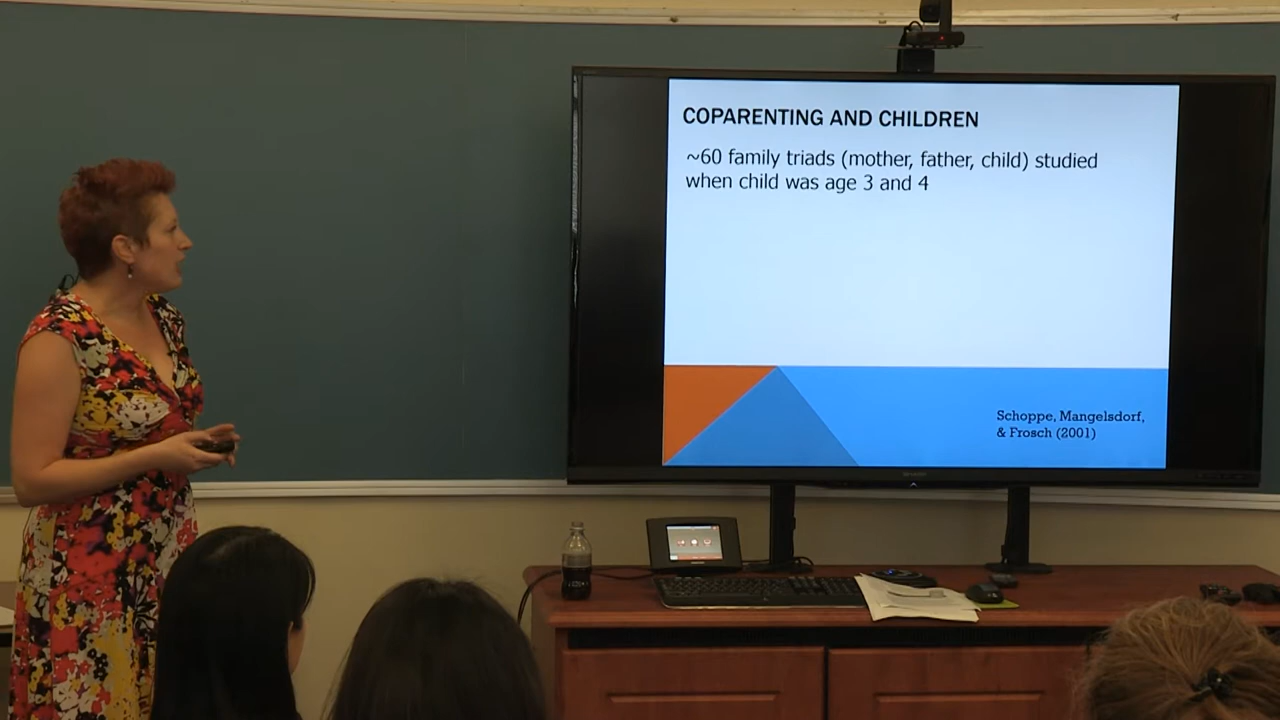 COPARENTING AND CHILDREN
~60 family triads (mother, father, child) studied
when child was age 3 and 4
Schoppe, Mangelsdorf,
& Frosch (2001)